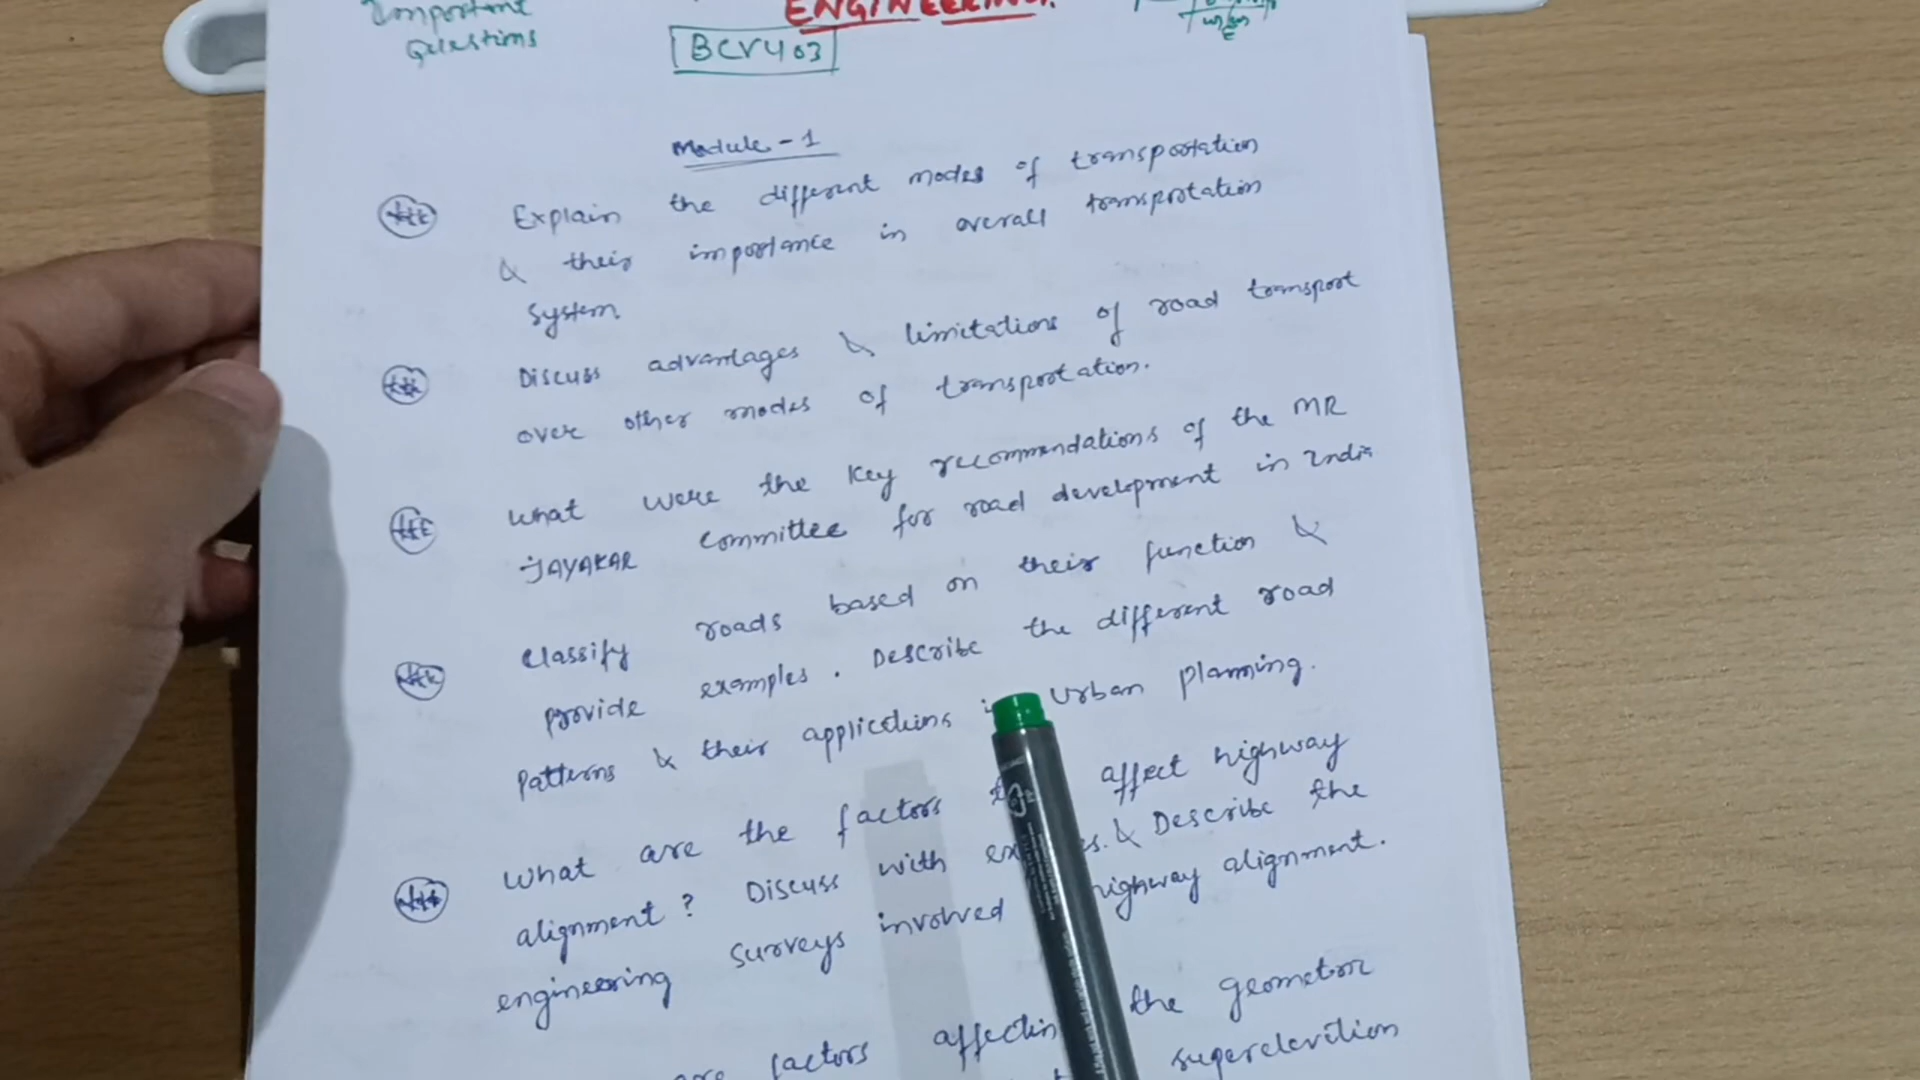 Important
Questions
ENGINEERING.
BCV403
Module - 1
Explain the different modes of transportation
& their importance in overall transportation
System
Discuss advantages & limitations of road transport
over other modes of transportation.
What were the key recommendations of the MR
JAYAKAR Committee for road development in India
Classify roads based on their function &
provide examples. Describe the different road
patterns & their applications Urban planning.
What are the factors affect highway
alignment? Discuss with & Describe the
engineering surveys involved highway alignment.
factors the geometric
superelevation